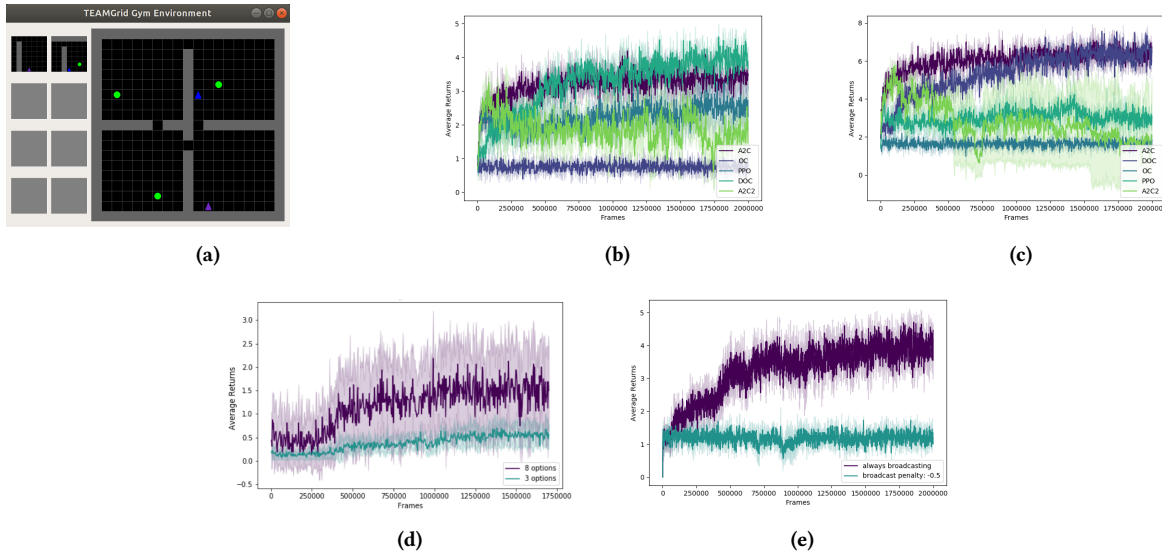 TEAMGrid Gym Environment
(a)
Average Returns
5
4
3
2
1
0
A2C
OC
PPO
DOC
A2C2
0 250000 500000 750000 1000000 1250000 1500000 1750000 2000000
Frames
(b)
Average Returns
8
6
4
2
0
A2C
DOC
OC
PPO
A2C2
0 250000 500000 750000 1000000 1250000 1500000 1750000 2000000
Frames
(c)
Average Returns
3.0
2.5
2.0
1.5
1.0
0.5
0.0
−0.5
8 options
3 options
0 250000 500000 750000 1000000 1250000 1500000 1750000
Frames
(d)
Average Returns
5
4
3
2
1
0
always broadcasting
broadcast penalty: -0.5
0 250000 500000 750000 1000000 1250000 1500000 1750000 2000000
Frames
(e)